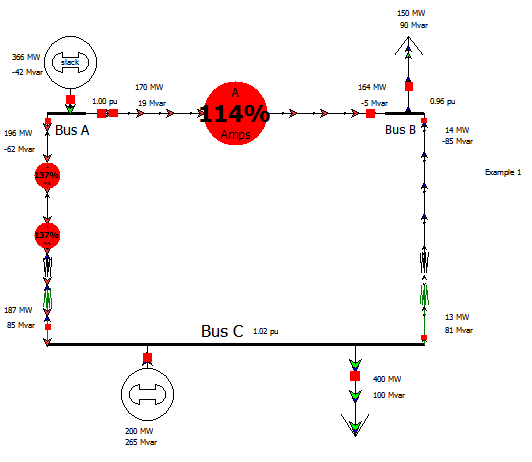 150 MW
90 Mvar
366 MW
-42 Mvar
slack
170 MW
19 Mvar
A
114%
Amps
164 MW
-5 Mvar
1.00 pu
0.96 pu
Bus A
Bus B
196 MW
-62 Mvar
14 MW
-85 Mvar
137%
Example 1
137%
187 MW
85 Mvar
13 MW
81 Mvar
Bus C
1.02 pu
400 MW
100 Mvar
200 MW
265 Mvar